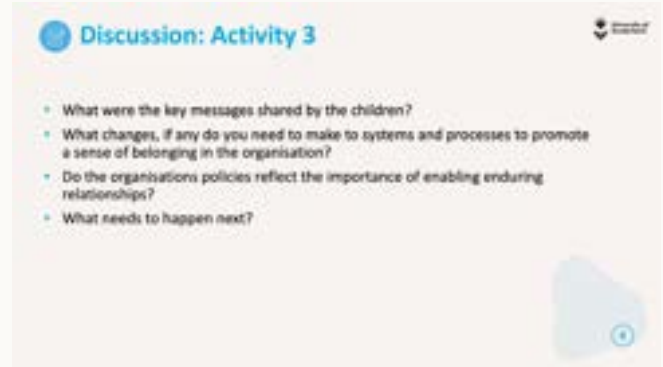 Discussion: Activity 3
• What were the key messages shared by the children?
• What changes, if any do you need to make to systems and processes to promote
a sense of belonging in the organisation?
• Do the organisations policies reflect the importance of enabling enduring
relationships?
• What needs to happen next?